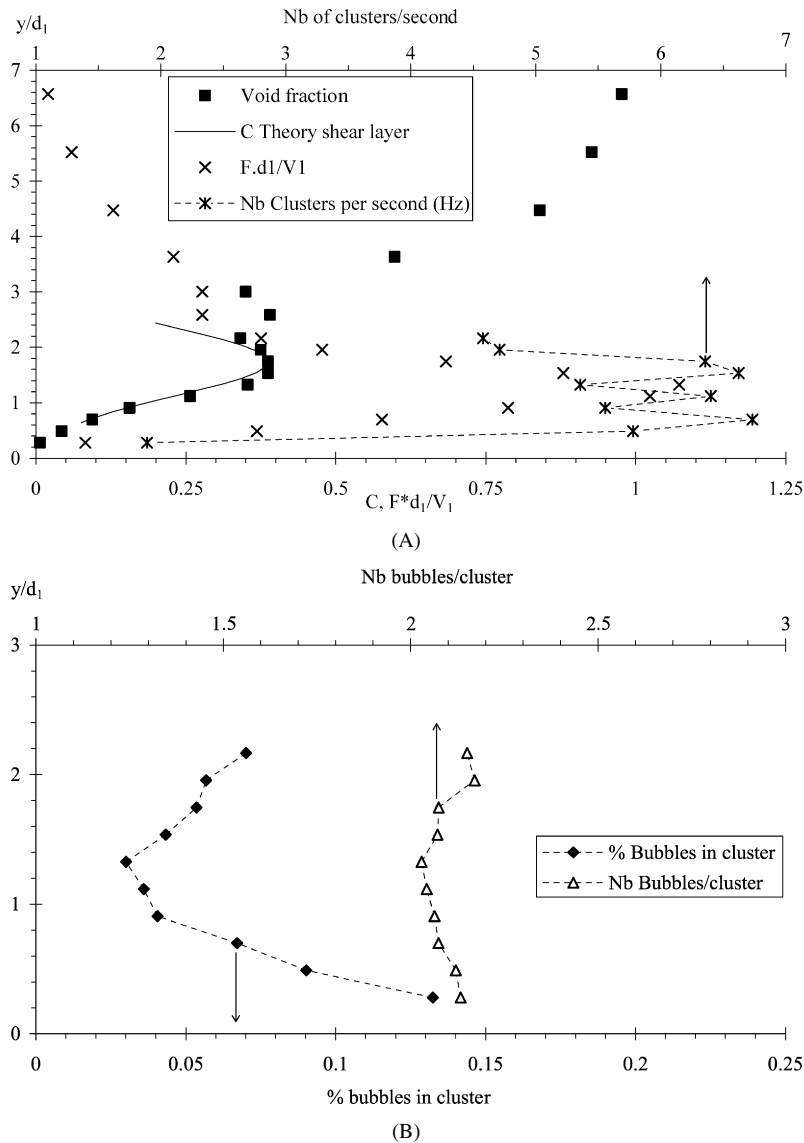 Nb of clusters/second
y/d1
1 2 3 4 5 6 7
7
6
5
4
3
2
1
0
Void fraction
C Theory shear layer
F.d1/V1
Nb Clusters per second (Hz)
0 0.25 0.5 0.75 1 1.25
C, F*d1/V1
(A)
Nb bubbles/cluster
y/d1
1 1.5 2 2.5 3
3
2
1
0
% Bubbles in cluster
Nb Bubbles/cluster
0 0.05 0.1 0.15 0.2 0.25
% bubbles in cluster
(B)